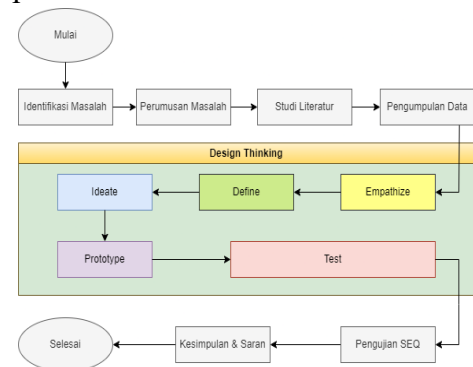 Mulai
Identifikasi Masalah
Perumusan Masalah
Studi Literatur
Pengumpulan Data
Design Thinking
Empathize
Define
Ideate
Prototype
Test
Pengujian SEQ
Kesimpulan & Saran
Selesai